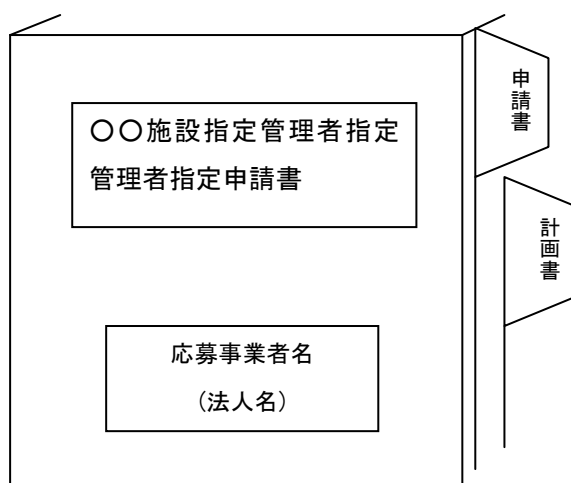 〇〇施設指定管理者指定
管理者指定申請書
応募事業者名
(法人名)
申請書
計画書